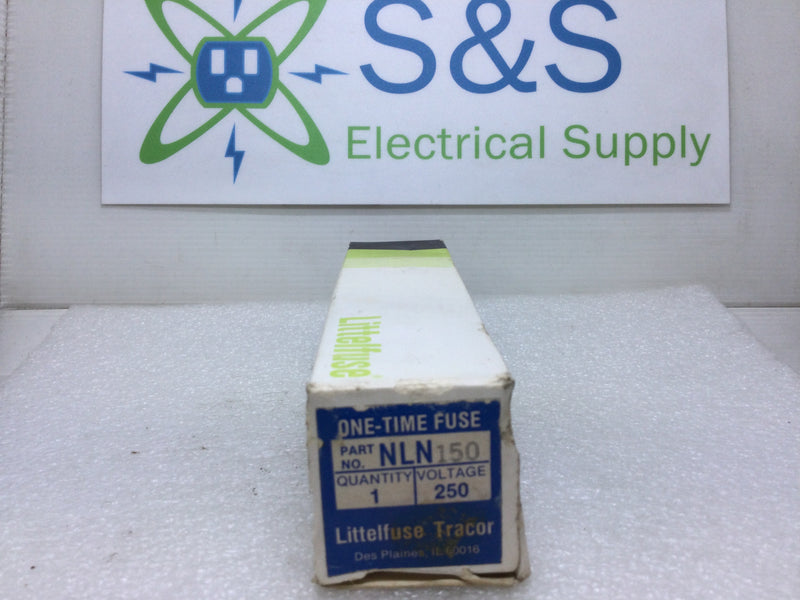 S&S
Electrical Supply
Littelfuse
ONE-TIME FUSE
PART NO. NLN 150
QUANTITY VOLTAGE
1 250
Littelfuse Tracor
Des Plaines, IL 60016